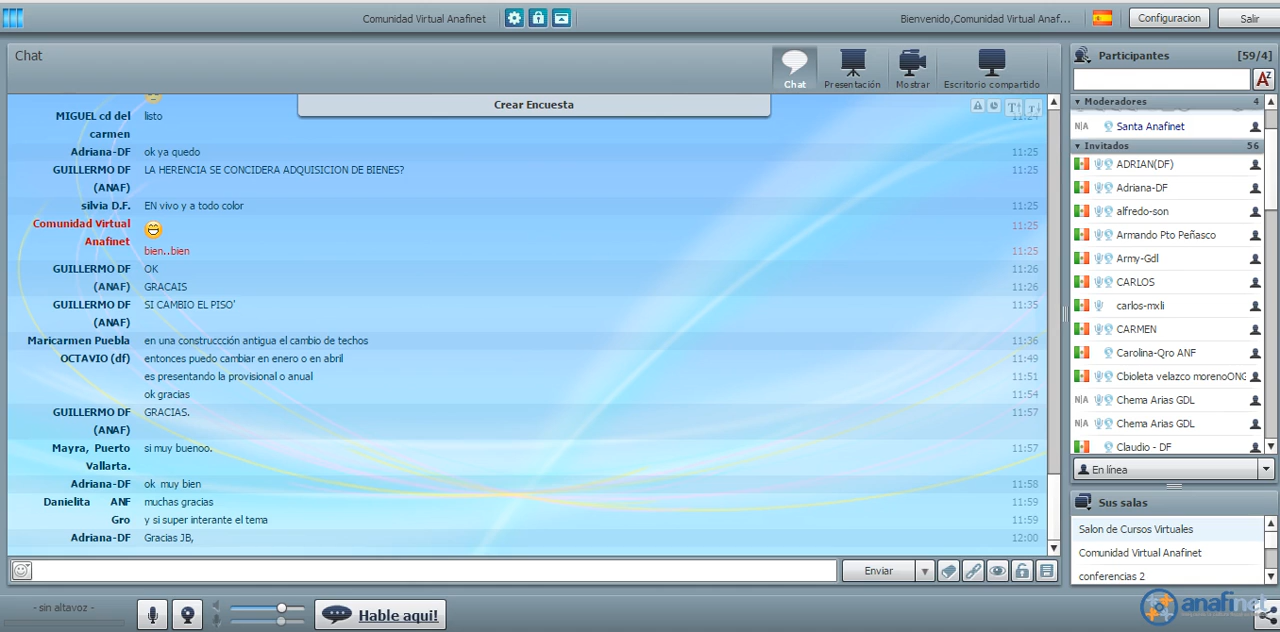 Comunidad Virtual Anafinet
Bienvenido,Comunidad Virtual Anaf...
Configuracion
Salir
Chat
Chat
Presentación
Mostrar
Escritorio compartido
Crear Encuesta
MIGUEL cd del carmen
listo
11:24
Adriana-DF
ok ya quedo
11:25
GUILLERMO DF (ANAF)
LA HERENCIA SE CONCIDERA ADQUISICION DE BIENES?
11:25
silvia D.F.
EN vivo y a todo color
11:25
Comunidad Virtual Anafinet
11:25
bien..bien
11:25
GUILLERMO DF (ANAF)
OK
11:26
GRACAIS
11:26
GUILLERMO DF (ANAF)
SI CAMBIO EL PISO'
11:35
Maricarmen Puebla
en una construccción antigua el cambio de techos
11:36
OCTAVIO (df)
entonces puedo cambiar en enero o en abril
11:49
es presentando la provisional o anual
11:51
ok gracias
11:54
GUILLERMO DF (ANAF)
GRACIAS.
11:57
Mayra, Puerto Vallarta.
si muy buenoo.
11:57
Adriana-DF
ok muy bien
11:58
Danielita ANF Gro
muchas gracias
11:59
y si super interante el tema
11:59
Adriana-DF
Gracias JB,
12:00
Enviar
- sin altavoz -
Hable aqui!
Participantes
[59/4]
Moderadores
4
N|A
Santa Anafinet
Invitados
56
ADRIAN(DF)
Adriana-DF
alfredo-son
Armando Pto Peñasco
Army-Gdl
CARLOS
carlos-mxli
CARMEN
Carolina-Qro ANF
Cbioleta velazco morenoONG
N|A
Chema Arias GDL
N|A
Chema Arias GDL
Claudio - DF
En línea
Sus salas
Salon de Cursos Virtuales
Comunidad Virtual Anafinet
conferencias 2
anafinet